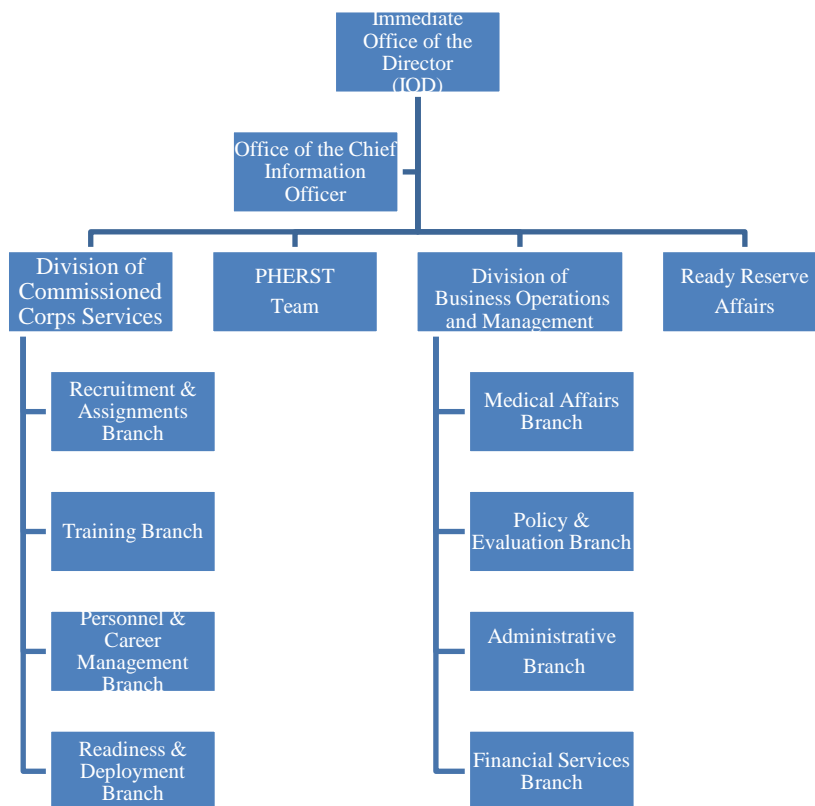 Immediate
Office of the
Director
(IOD)
Office of the Chief
Information
Officer
Division of
Commissioned
Corps Services
PHERST
Team
Division of
Business Operations
and Management
Ready Reserve
Affairs
Recruitment &
Assignments
Branch
Training Branch
Personnel &
Career
Management
Branch
Readiness &
Deployment
Branch
Medical Affairs
Branch
Policy &
Evaluation Branch
Administrative
Branch
Financial Services
Branch